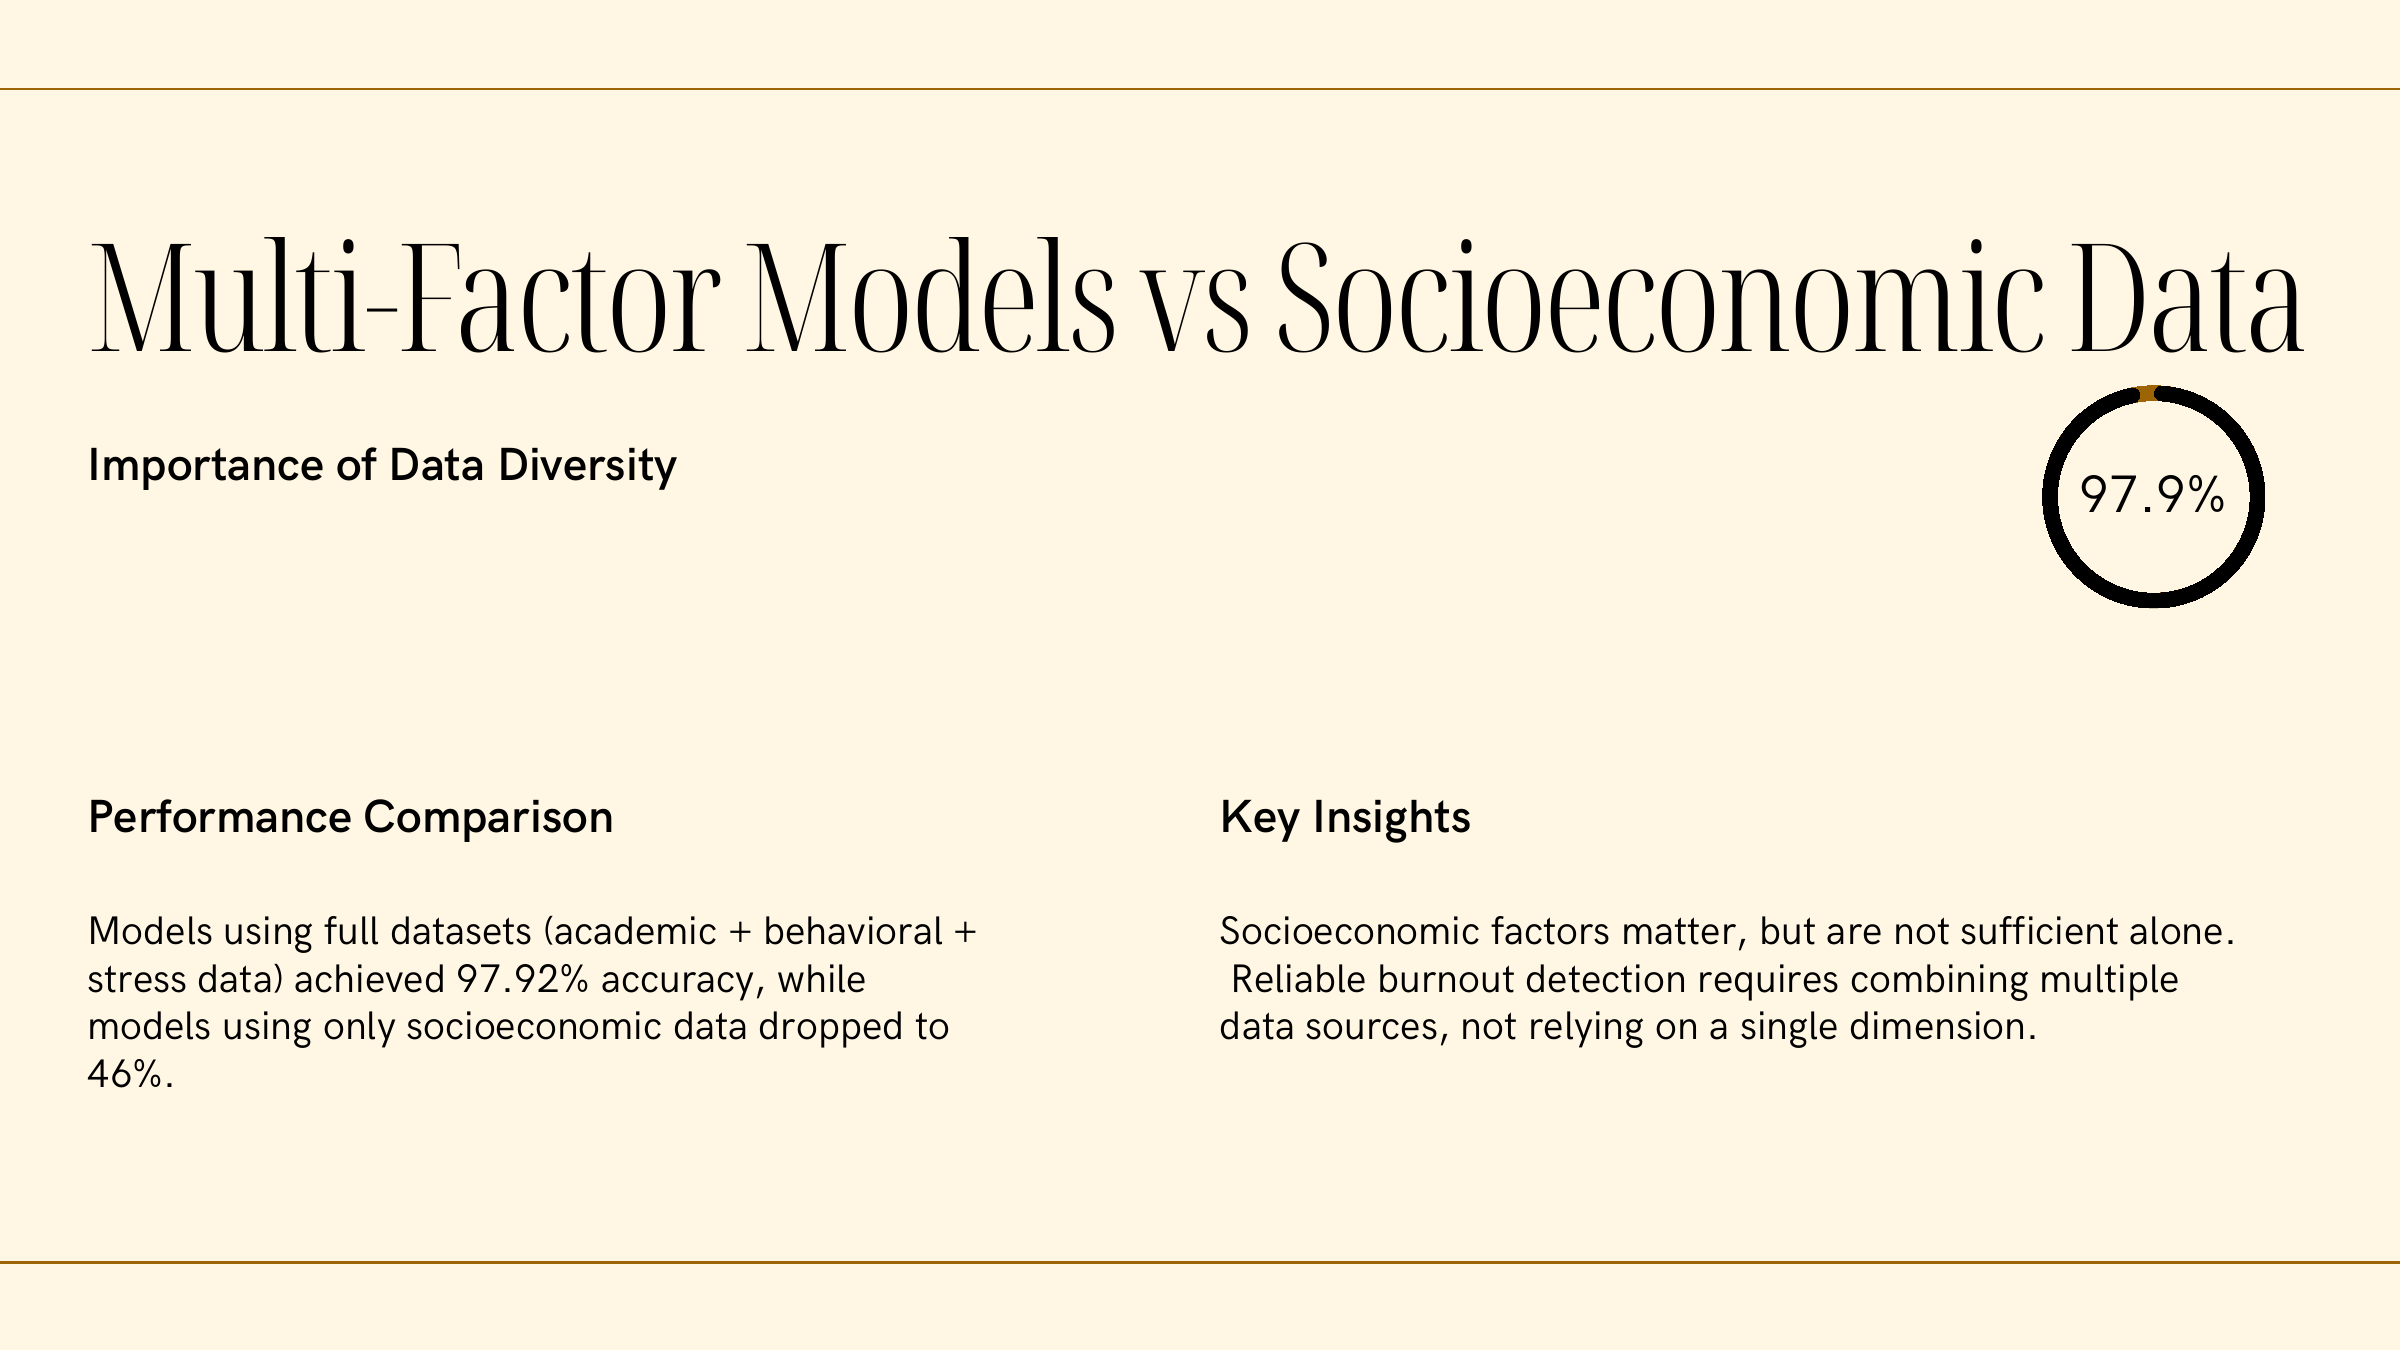 Multi-Factor Models vs Socioeconomic Data
Importance of Data Diversity
97.9%
Performance Comparison
Models using full datasets (academic + behavioral +
stress data) achieved 97.92% accuracy, while
models using only socioeconomic data dropped to
46%.
Key Insights
Socioeconomic factors matter, but are not sufficient alone.
Reliable burnout detection requires combining multiple
data sources, not relying on a single dimension.